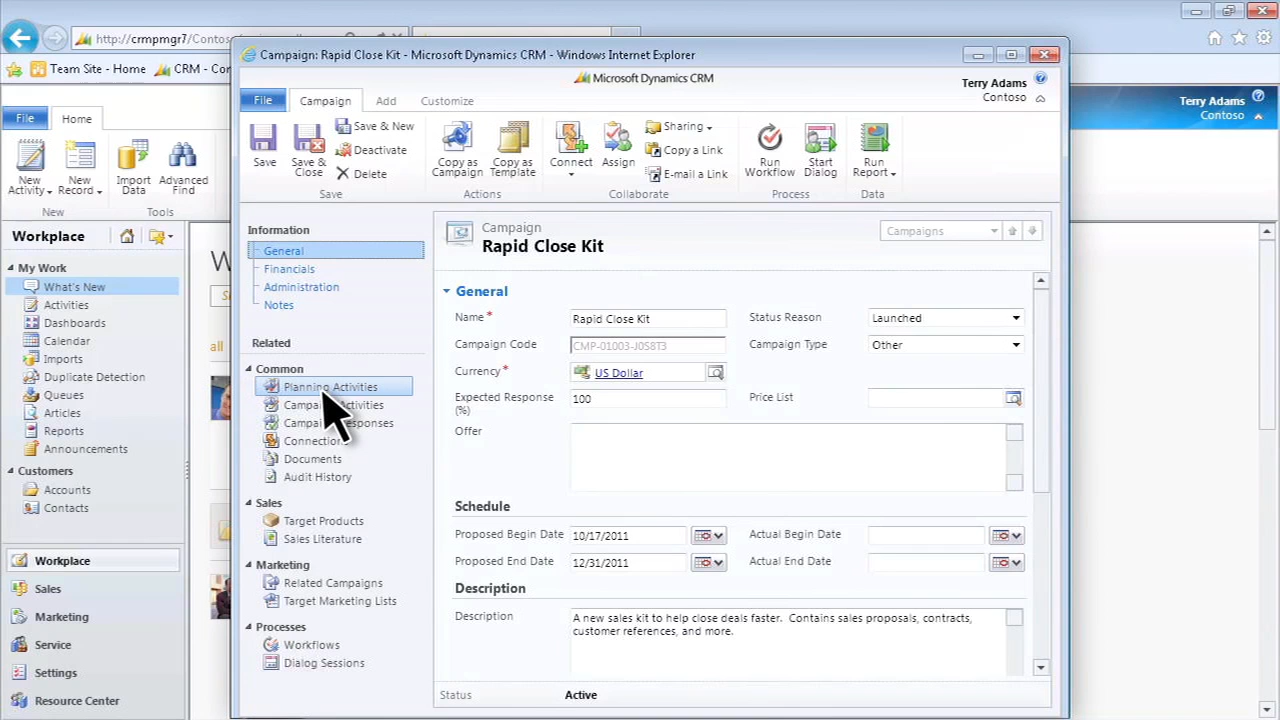 http://crmpmgr7/Contos
Team Site - Home
CRM - Con
File
Home
New Activity
New Record
Import Data
Advanced Find
New
Tools
Workplace
My Work
What's New
Activities
Dashboards
Calendar
Imports
Duplicate Detection
Queues
Articles
Reports
Announcements
Customers
Accounts
Contacts
Workplace
Sales
Marketing
Service
Settings
Resource Center
W
all
Terry Adams
Contoso
Campaign: Rapid Close Kit - Microsoft Dynamics CRM - Windows Internet Explorer
Microsoft Dynamics CRM
Terry Adams
Contoso
File
Campaign
Add
Customize
Save
Save & Close
Save & New
Deactivate
Delete
Save
Copy as Campaign
Copy as Template
Actions
Connect
Assign
Sharing
Copy a Link
E-mail a Link
Collaborate
Run Workflow
Start Dialog
Process
Run Report
Data
Information
General
Financials
Administration
Notes
Related
Common
Planning Activities
Campaign Activities
Campaign Responses
Connections
Documents
Audit History
Sales
Target Products
Sales Literature
Marketing
Related Campaigns
Target Marketing Lists
Processes
Workflows
Dialog Sessions
Campaign
Rapid Close Kit
Campaigns
General
Name * Rapid Close Kit
Status Reason Launched
Campaign Code CMP-01003-J0S8T3
Campaign Type Other
Currency * US Dollar
Expected Response (%) 100
Price List
Offer
Schedule
Proposed Begin Date 10/17/2011
Actual Begin Date
Proposed End Date 12/31/2011
Actual End Date
Description
Description
A new sales kit to help close deals faster. Contains sales proposals, contracts,
customer references, and more.
Status Active